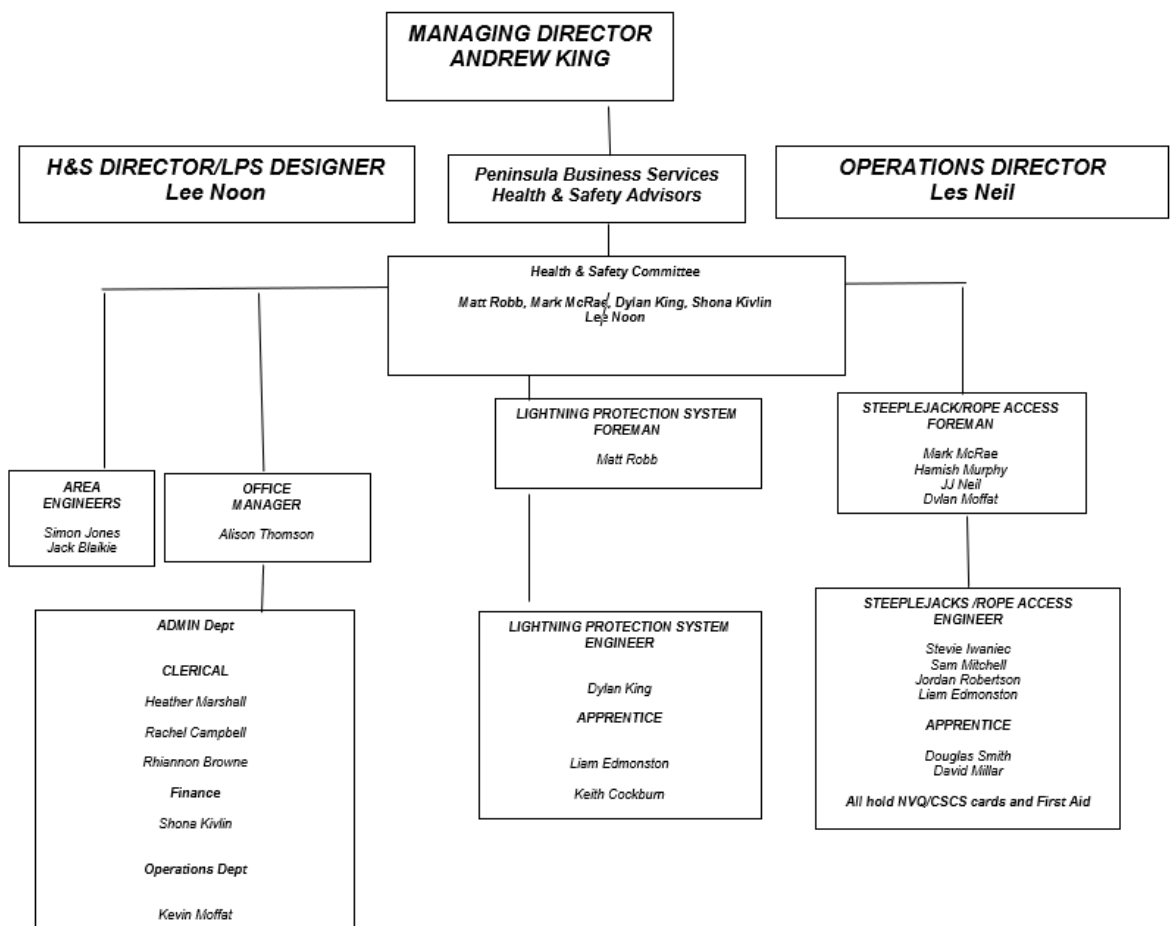 MANAGING DIRECTOR
ANDREW KING
H&S DIRECTOR/LPS DESIGNER
Lee Noon
Peninsula Business Services
Health & Safety Advisors
OPERATIONS DIRECTOR
Les Neil
Health & Safety Committee
Matt Robb, Mark McRae, Dylan King, Shona Kivlin
Lee Noon
AREA
ENGINEERS
Simon Jones
Jack Blaikie
OFFICE
MANAGER
Alison Thomson
LIGHTNING PROTECTION SYSTEM
FOREMAN
Matt Robb
STEEPLEJACK/ROPE ACCESS
FOREMAN
Mark McRae
Hamish Murphy
JJ Neil
Dylan Moffat
ADMIN Dept
CLERICAL
Heather Marshall
Rachel Campbell
Rhiannon Browne
Finance
Shona Kivlin
Operations Dept
Kevin Moffat
LIGHTNING PROTECTION SYSTEM
ENGINEER
Dylan King
APPRENTICE
Liam Edmonston
Keith Cockburn
STEEPLEJACKS /ROPE ACCESS
ENGINEER
Stevie Iwaniec
Sam Mitchell
Jordan Robertson
Liam Edmonston
APPRENTICE
Douglas Smith
David Millar
All hold NVQ/CSCS cards and First Aid